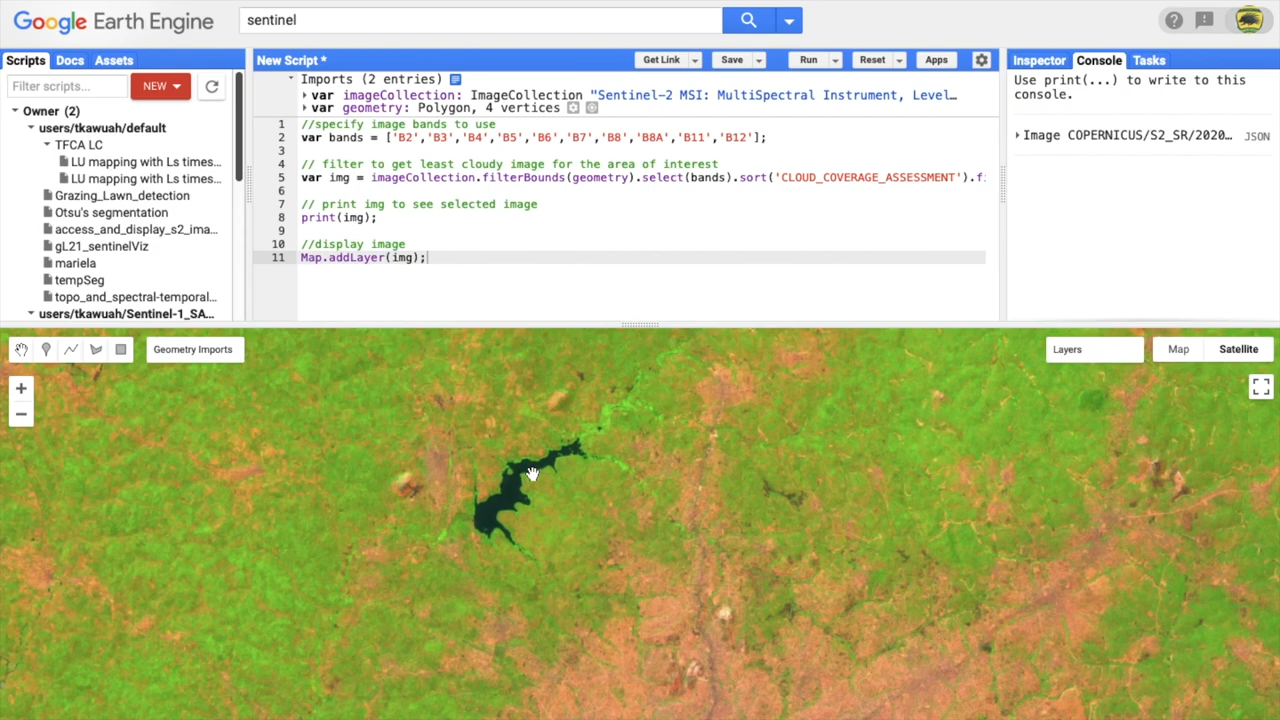 Google Earth Engine
sentinel
Scripts Docs Assets
Filter scripts...
NEW
Owner (2)
users/tkawuah/default
TFCA LC
LU mapping with Ls times...
LU mapping with Ls times...
Grazing_Lawn_detection
Otsu's segmentation
access_and_display_s2_ima...
gL21_sentinelViz
mariela
tempSeg
topo_and_spectral-temporal...
users/tkawuah/Sentinel-1_SA...
New Script *
Get Link Save Run Reset Apps
Imports (2 entries)
var imageCollection: ImageCollection "Sentinel-2 MSI: MultiSpectral Instrument, Level…
var geometry: Polygon, 4 vertices
1 //specify image bands to use
2 var bands = ['B2','B3','B4','B5','B6','B7','B8','B8A','B11','B12'];
3
4 // filter to get least cloudy image for the area of interest
5 var img = imageCollection.filterBounds(geometry).select(bands).sort('CLOUD_COVERAGE_ASSESSMENT').fi
6
7 // print img to see selected image
8 print(img);
9
10 //display image
11 Map.addLayer(img);
Inspector Console Tasks
Use print(...) to write to this
console.
Image COPERNICUS/S2_SR/2020… JSON
Geometry Imports
Layers
Map Satellite